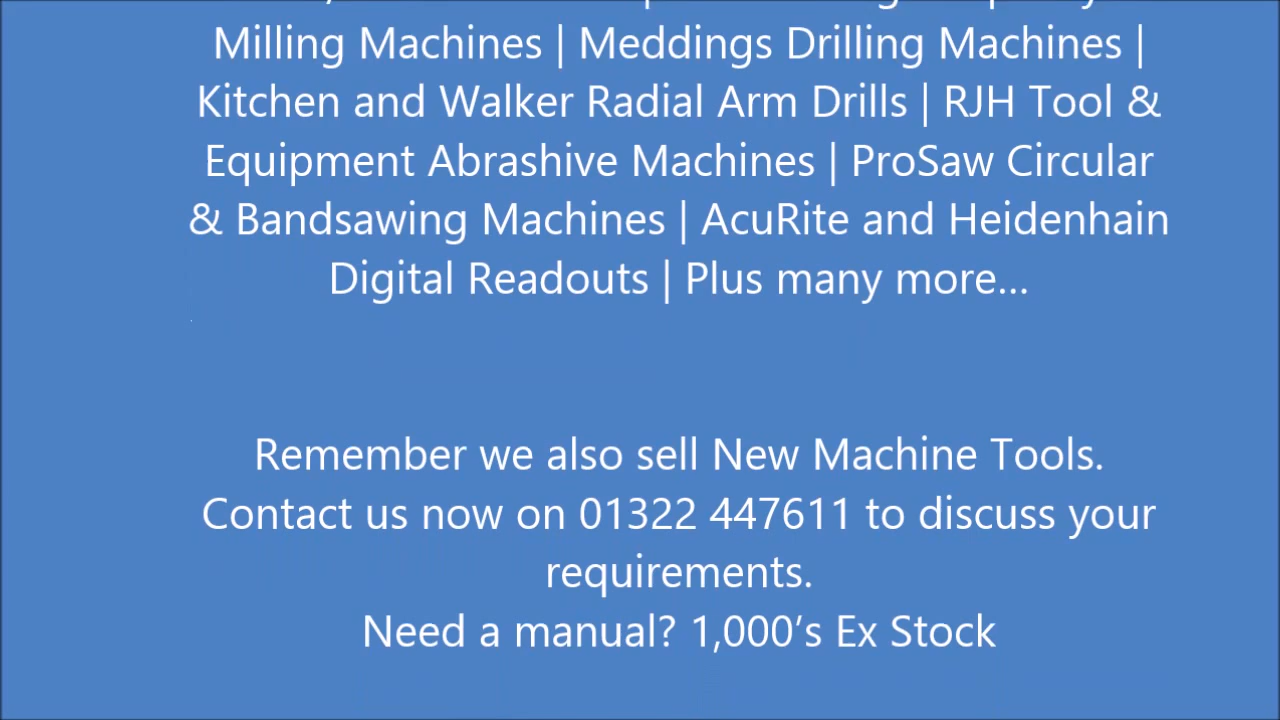 Milling Machines | Meddings Drilling Machines |
Kitchen and Walker Radial Arm Drills | RJH Tool &
Equipment Abrashive Machines | ProSaw Circular
& Bandsawing Machines | AcuRite and Heidenhain
Digital Readouts | Plus many more...
Remember we also sell New Machine Tools.
Contact us now on 01322 447611 to discuss your
requirements.
Need a manual? 1,000’s Ex Stock